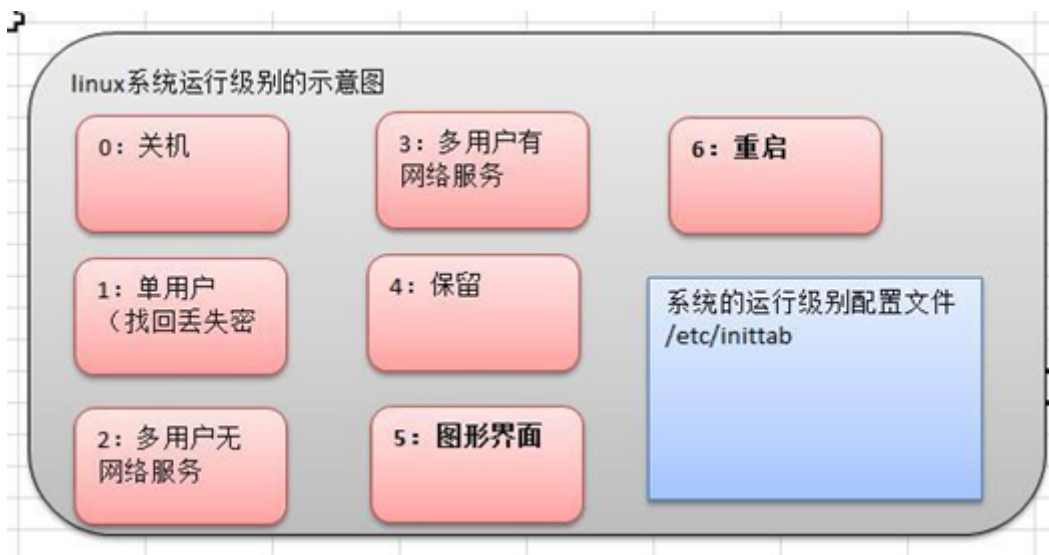 linux系统运行级别的示意图
0：关机
3：多用户有
网络服务
6：重启
1：单用户
（找回丢失密
4：保留
系统的运行级别配置文件
/etc/inittab
2：多用户无
网络服务
5：图形界面